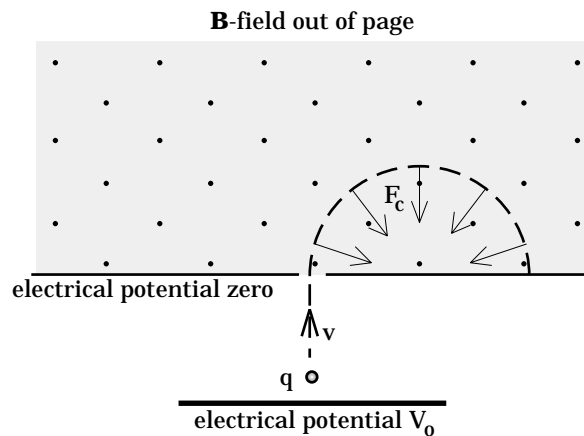 B-field out of page
F_c
electrical potential zero
v
q
electrical potential V_o